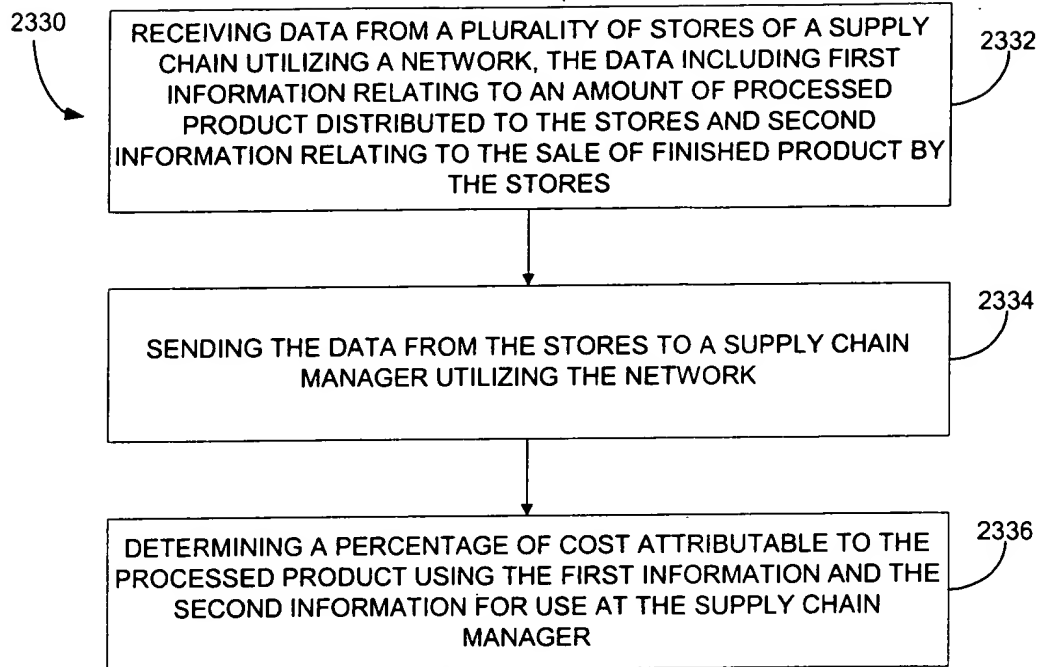 2330
RECEIVING DATA FROM A PLURALITY OF STORES OF A SUPPLY
CHAIN UTILIZING A NETWORK, THE DATA INCLUDING FIRST
INFORMATION RELATING TO AN AMOUNT OF PROCESSED
PRODUCT DISTRIBUTED TO THE STORES AND SECOND
INFORMATION RELATING TO THE SALE OF FINISHED PRODUCT BY
THE STORES
2332
SENDING THE DATA FROM THE STORES TO A SUPPLY CHAIN
MANAGER UTILIZING THE NETWORK
2334
DETERMINING A PERCENTAGE OF COST ATTRIBUTABLE TO THE
PROCESSED PRODUCT USING THE FIRST INFORMATION AND THE
SECOND INFORMATION FOR USE AT THE SUPPLY CHAIN
MANAGER
2336